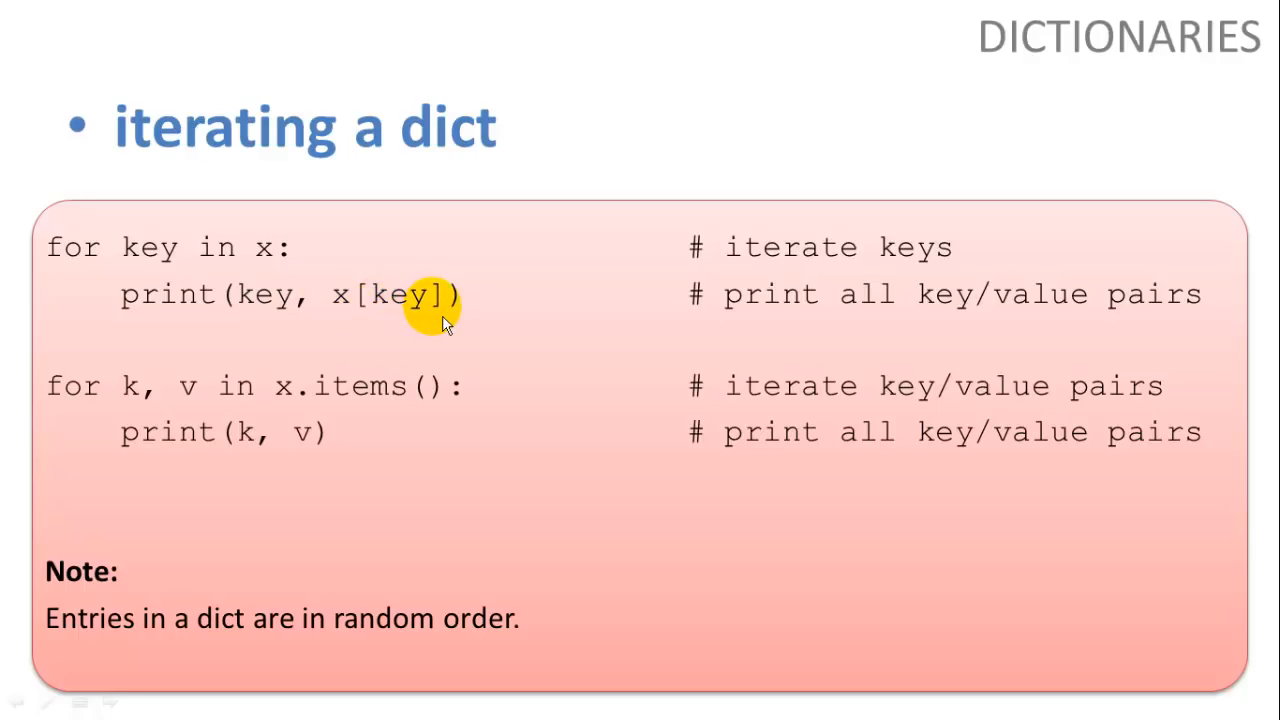 DICTIONARIES
• iterating a dict
for key in x: # iterate keys
print(key, x[key]) # print all key/value pairs
for k, v in x.items(): # iterate key/value pairs
print(k, v) # print all key/value pairs
Note:
Entries in a dict are in random order.